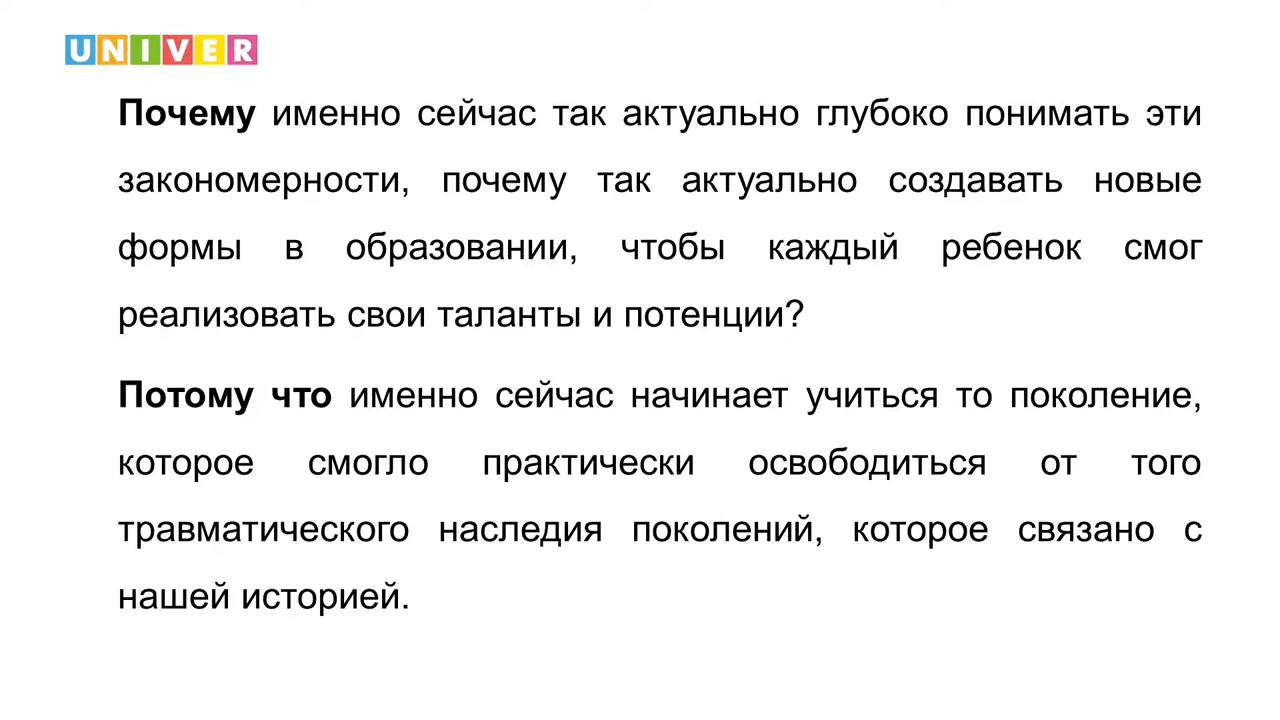 UNIVER
Почему именно сейчас так актуально глубоко понимать эти
закономерности, почему так актуально создавать новые
формы в образовании, чтобы каждый ребенок смог
реализовать свои таланты и потенции?
Потому что именно сейчас начинает учиться то поколение,
которое смогло практически освободиться от того
травматического наследия поколений, которое связано с
нашей историей.